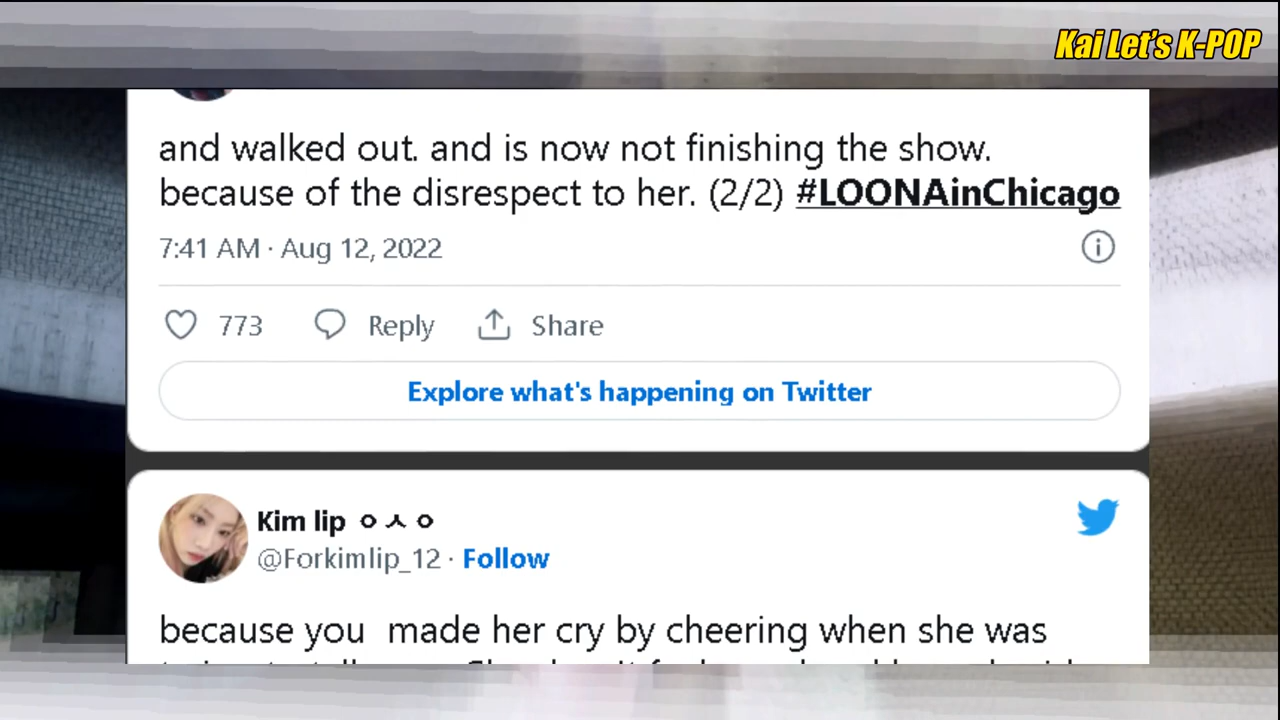 Kai Let's K-POP
and walked out. and is now not finishing the show.
because of the disrespect to her. (2/2) #LOONAinChicago
7:41 AM · Aug 12, 2022
773 Reply Share
Explore what's happening on Twitter
Kim lip ㅇㅅㅇ
@Forkimlip_12 · Follow
because you made her cry by cheering when she was